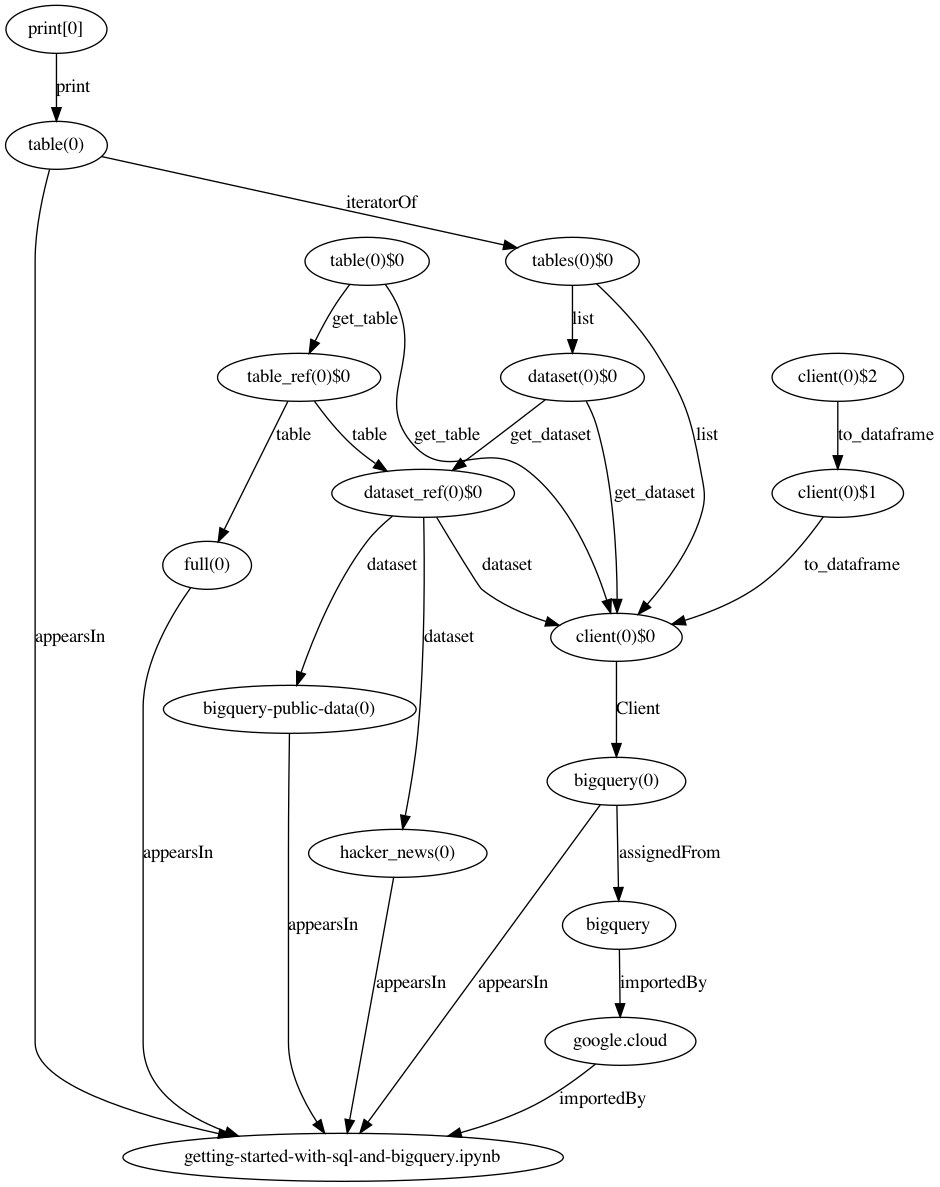 print[0]
print
table(0)
iteratorOf
table(0)$0
tables(0)$0
get_table
list
table_ref(0)$0
dataset(0)$0
client(0)$2
table
table
get_table
get_dataset
list
to_dataframe
dataset_ref(0)$0
get_dataset
client(0)$1
full(0)
dataset
dataset
to_dataframe
appearsIn
dataset
client(0)$0
bigquery-public-data(0)
Client
bigquery(0)
appearsIn
hacker_news(0)
assignedFrom
appearsIn
bigquery
appearsIn
appearsIn
importedBy
google.cloud
importedBy
getting-started-with-sql-and-bigquery.ipynb